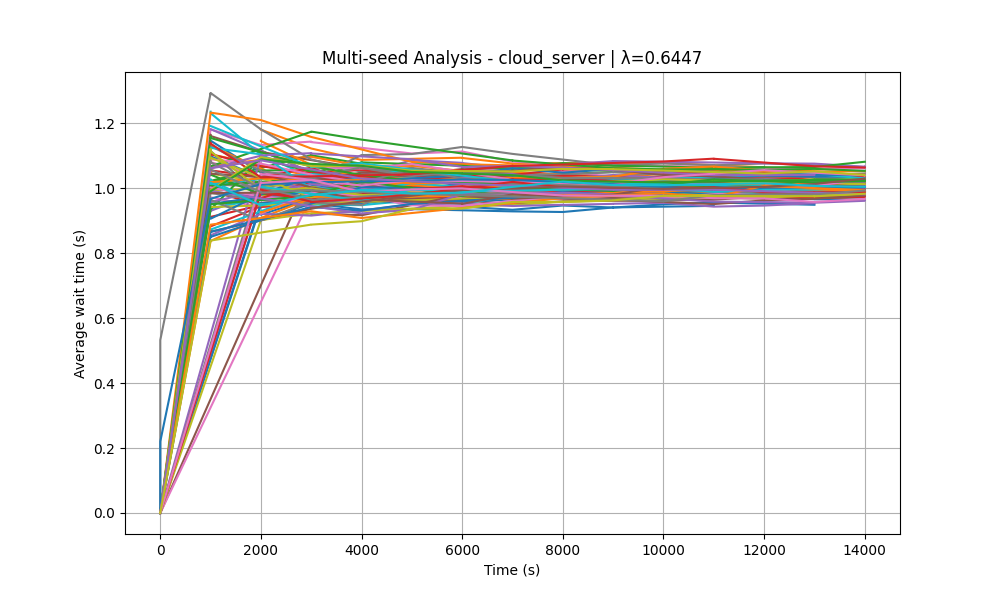 Multi-seed Analysis - cloud_server | λ=0.6447
Average wait time (s)
1.2
1.0
0.8
0.6
0.4
0.2
0.0
0 2000 4000 6000 8000 10000 12000 14000
Time (s)